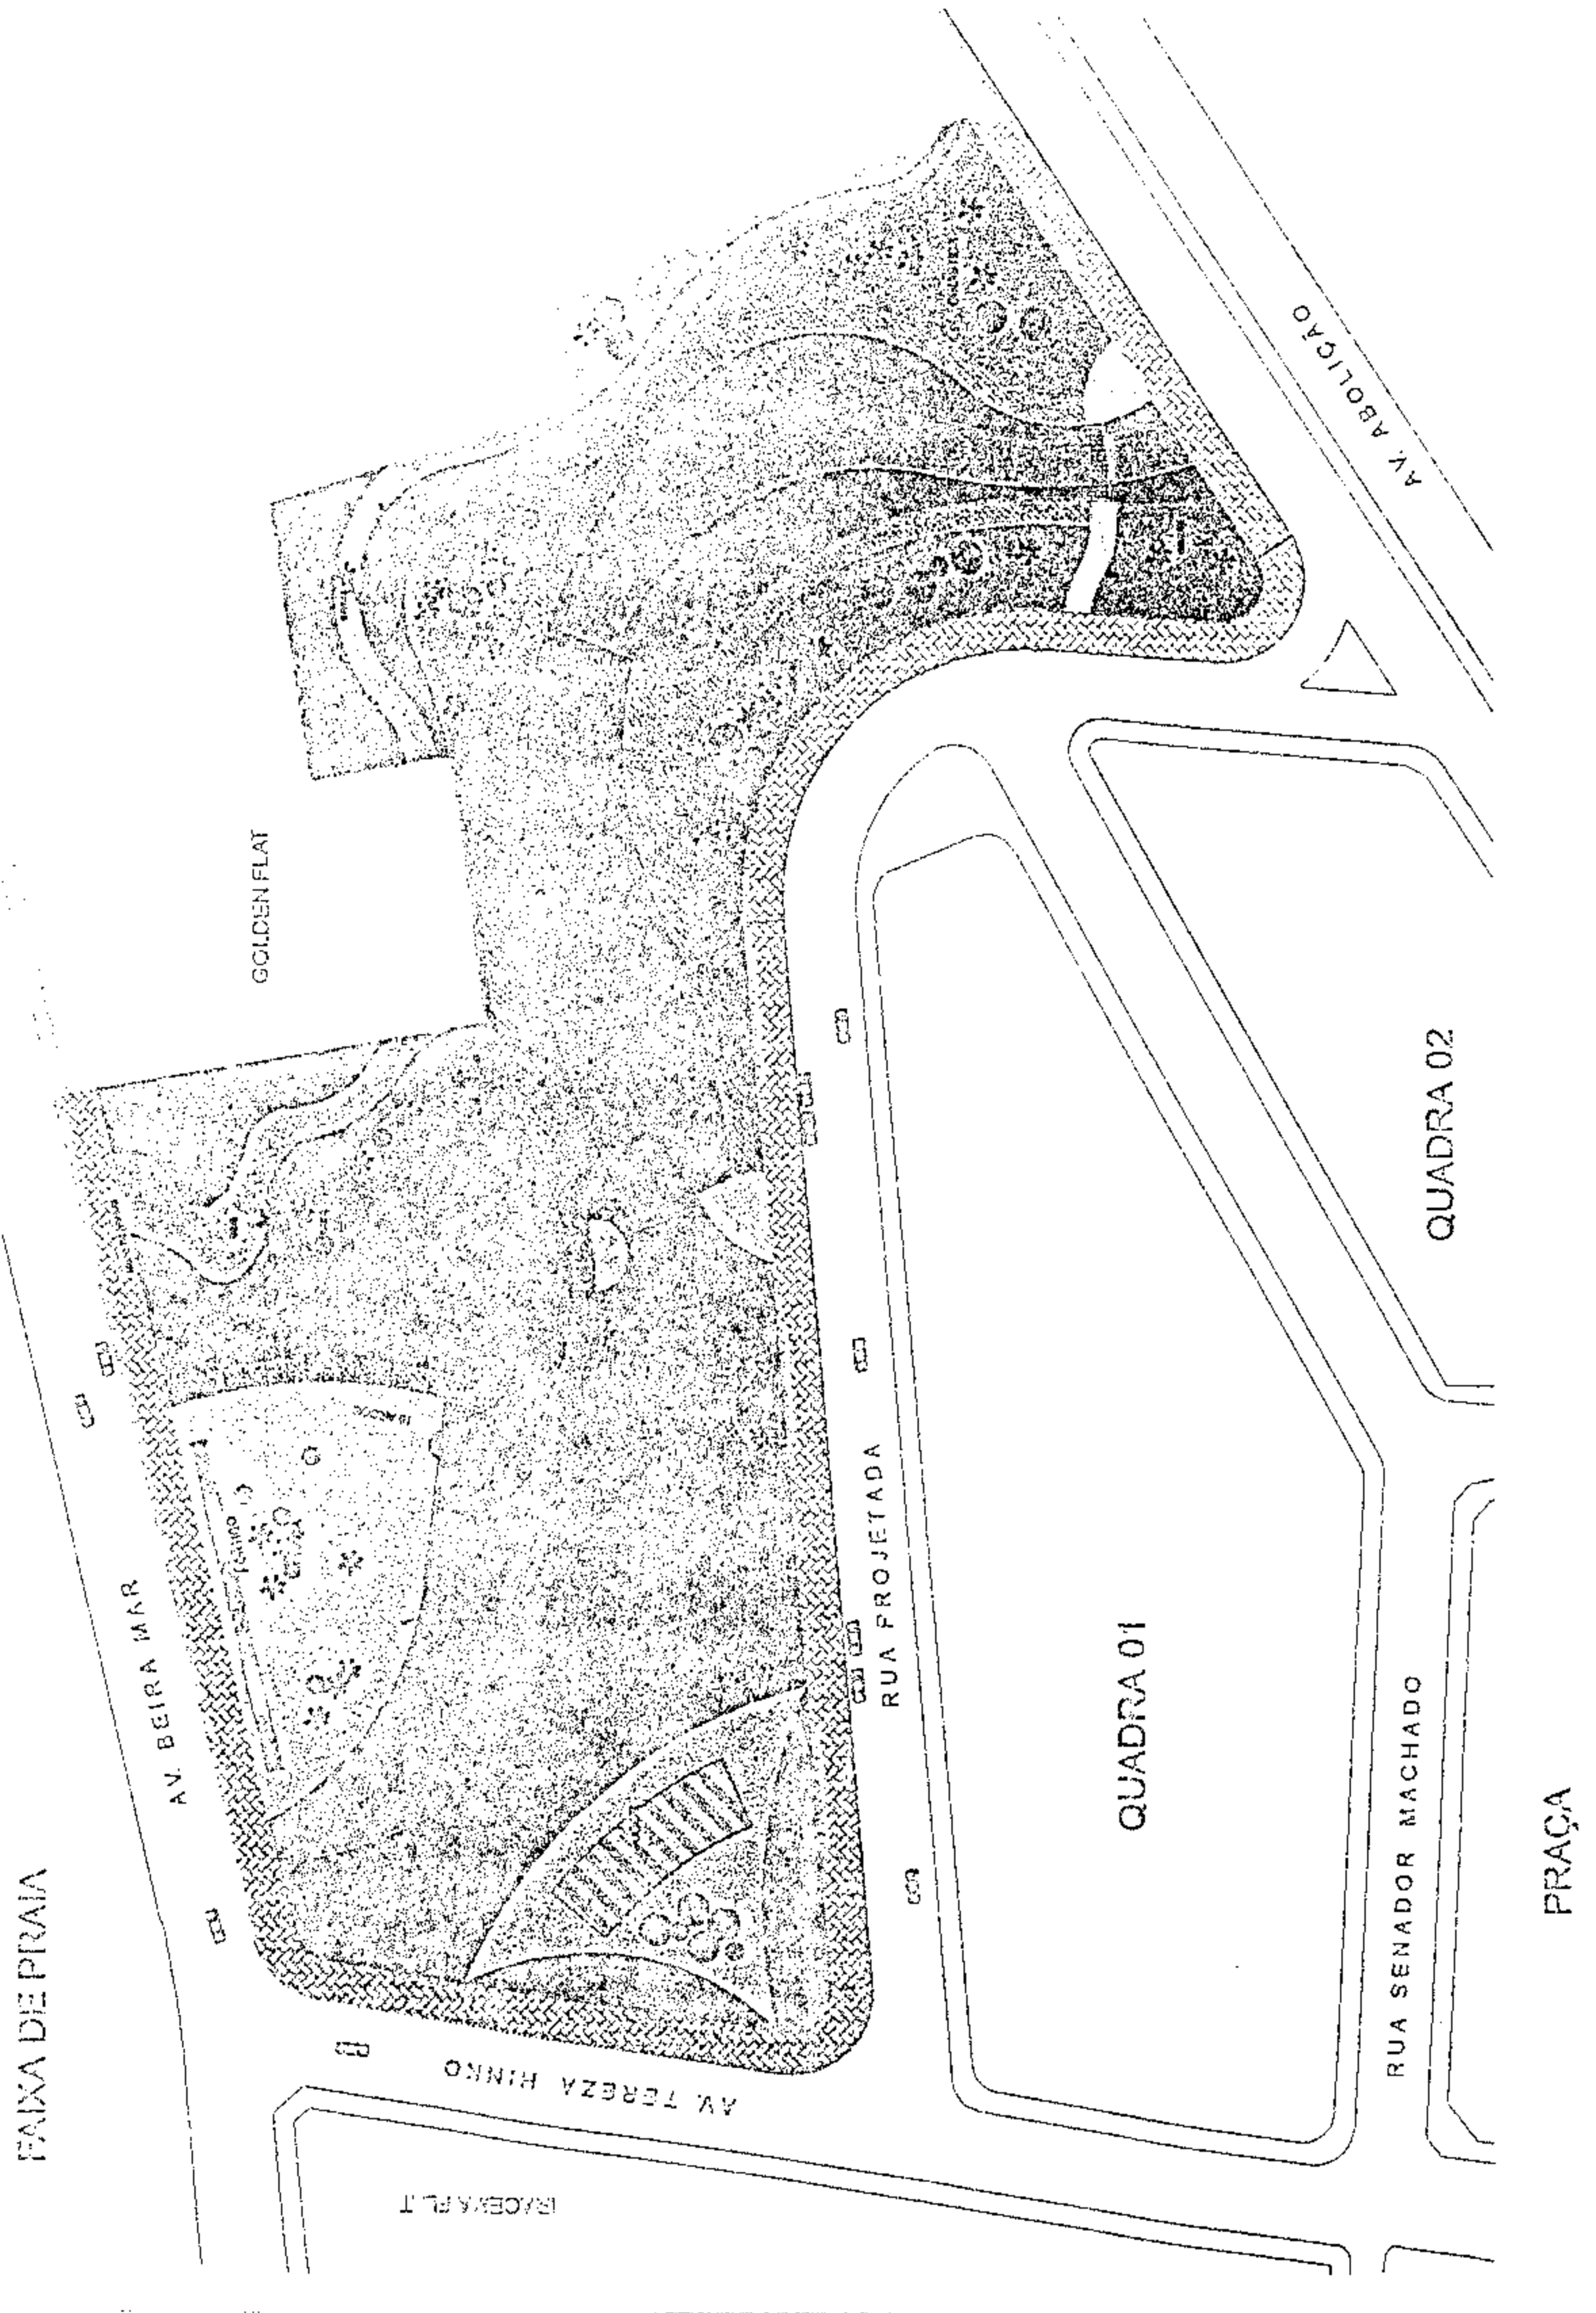 FAIXA DE PRAIA
AV. BEIRA MAR
GOLDEN FLAT
AV. TEREZA HINKO
RUA PROJETADA
QUADRA 01
QUADRA 02
AV. ABOLIÇÃO
RUA SENADOR MACHADO
PRAÇA